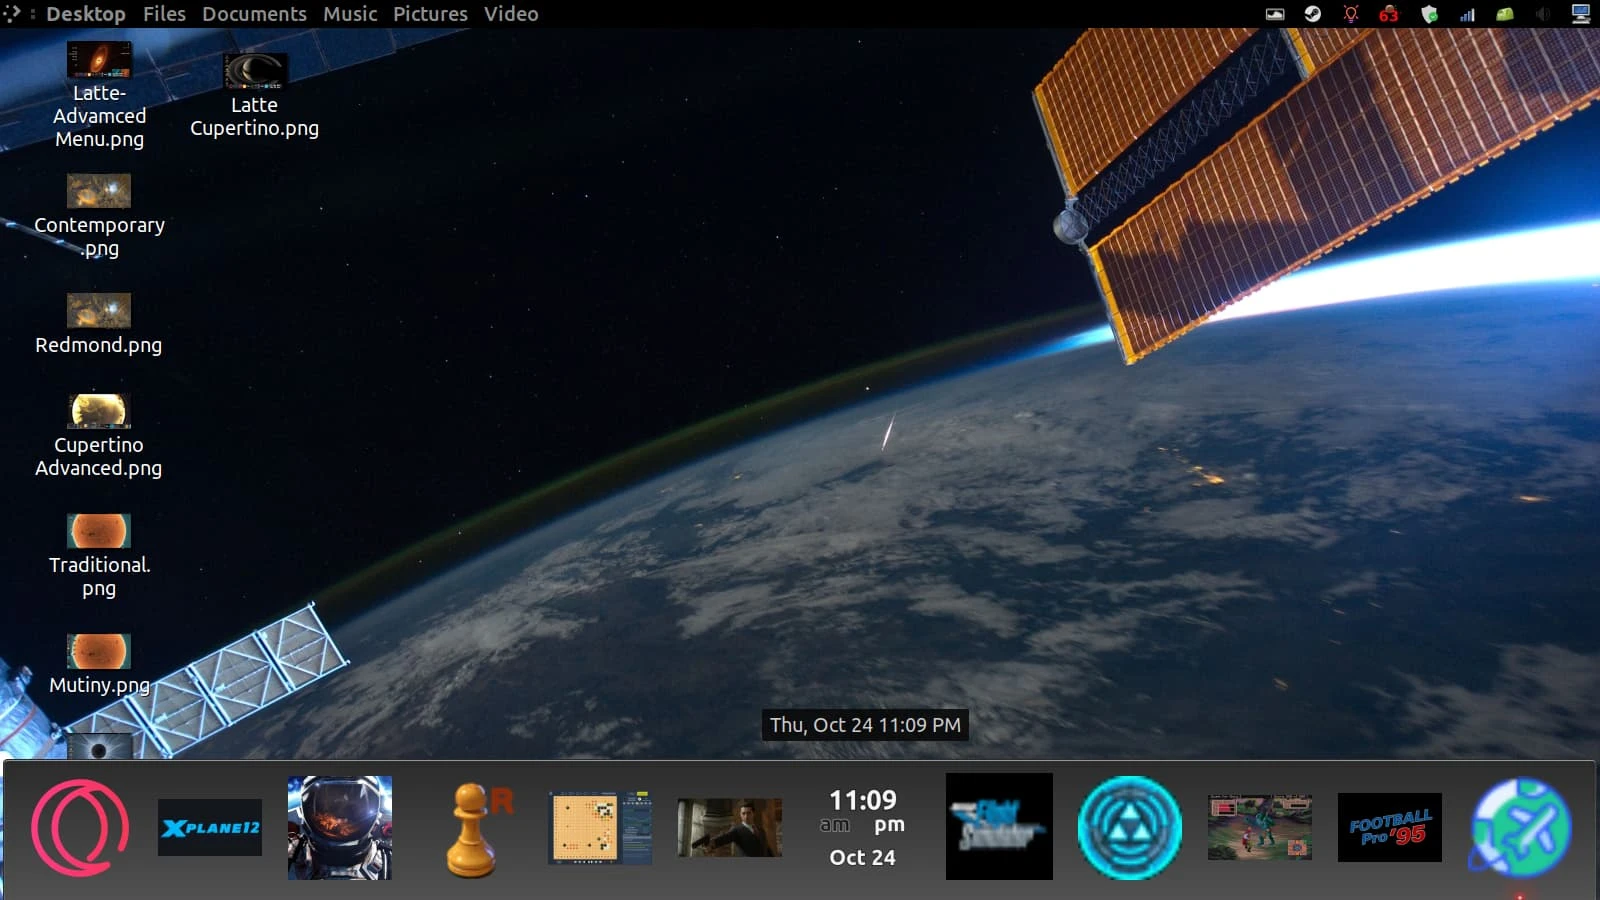 Desktop Files Documents Music Pictures Video
63
Latte-
Advamced
Menu.png
Latte
Cupertino.png
Contemporary
.png
Redmond.png
Cupertino
Advanced.png
Traditional.
png
Mutiny.png
Thu, Oct 24 11:09 PM
X PLANE 12
R
11:09
am pm
Oct 24
FOOTBALL
Pro '95